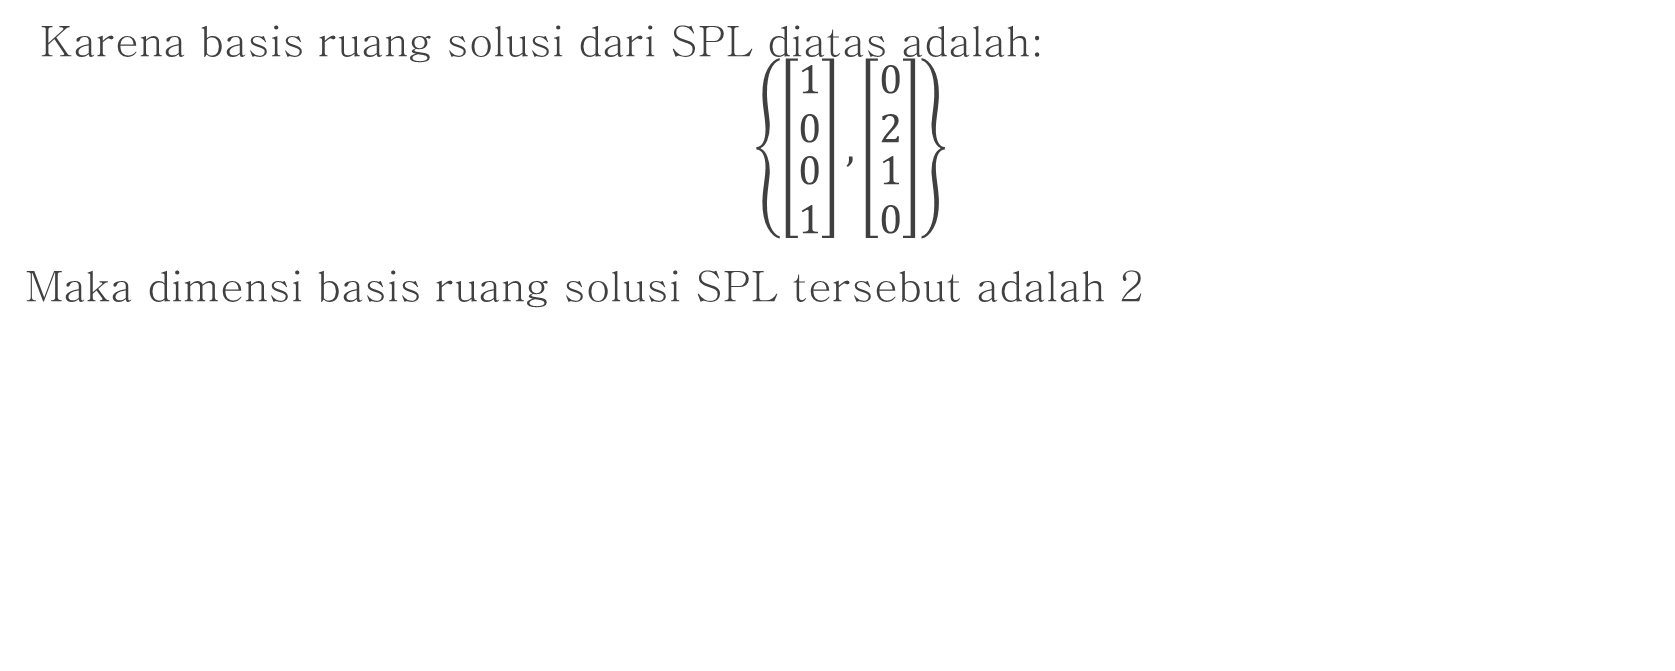 Karena basis ruang solusi dari SPL diatas adalah:
{[1 0 0 1], [0 2 1 0]}
Maka dimensi basis ruang solusi SPL tersebut adalah 2